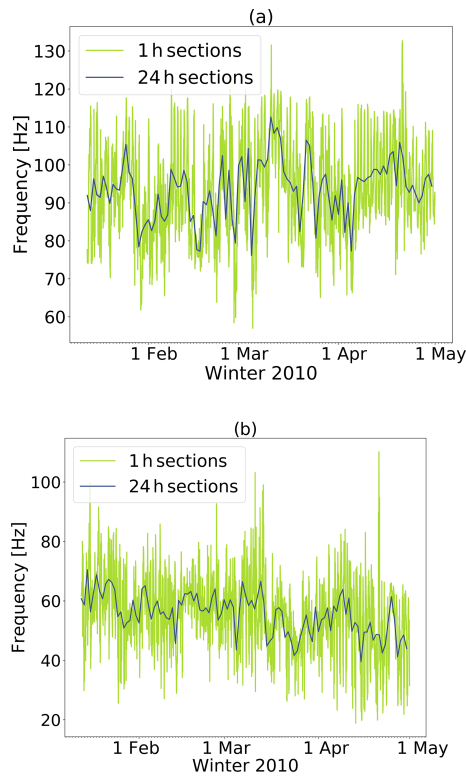 (a)
130
120
110
100
90
80
70
60
Frequency [Hz]
1 h sections
24 h sections
1 Feb
1 Mar
1 Apr
1 May
Winter 2010
(b)
100
80
60
40
20
Frequency [Hz]
1 h sections
24 h sections
1 Feb
1 Mar
1 Apr
1 May
Winter 2010